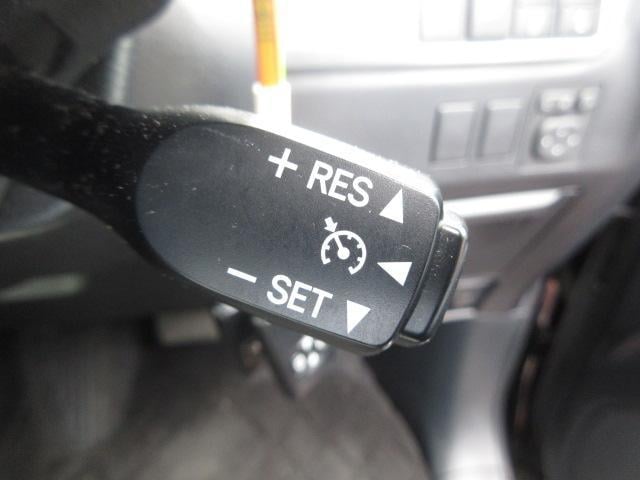 + RES
- SET